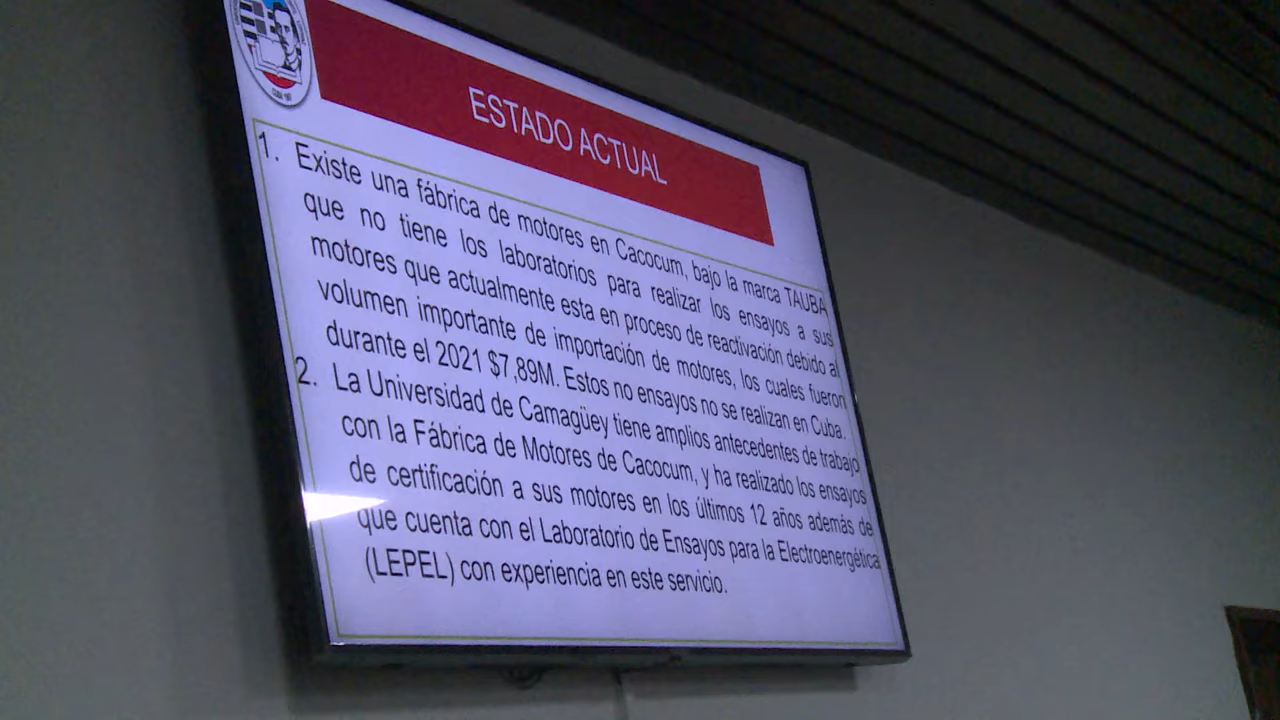 ESTADO ACTUAL
1. Existe una fábrica de motores en Cacocum, bajo la marca TAUBA
que no tiene los laboratorios para realizar los ensayos a sus
motores que actualmente esta en proceso de reactivación debido al
volumen importante de importación de motores, los cuales fueron
durante el 2021 $7,89M. Estos no ensayos no se realizan en Cuba.
2. La Universidad de Camagüey tiene amplios antecedentes de trabajo
con la Fábrica de Motores de Cacocum, y ha realizado los ensayos
de certificación a sus motores en los últimos 12 años además de
que cuenta con el Laboratorio de Ensayos para la Electroenergética
(LEPEL) con experiencia en este servicio.